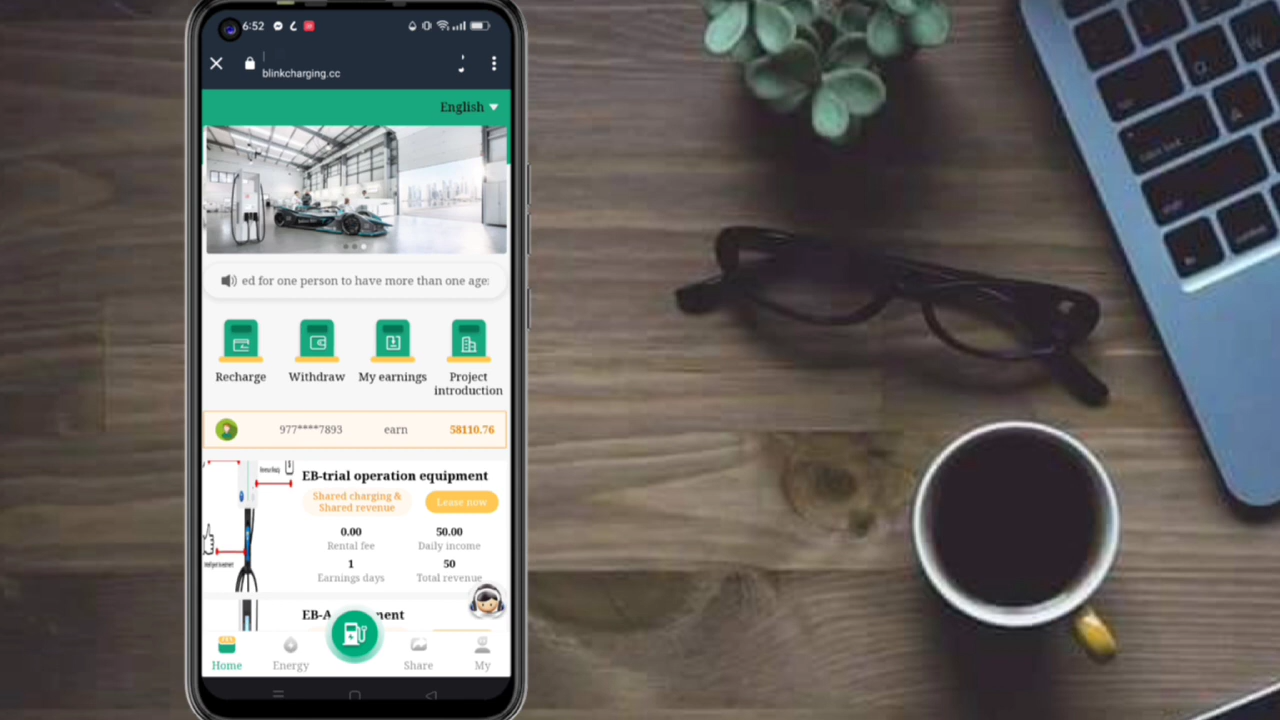 6:52
blinkcharging.cc
English
ed for one person to have more than one age
Recharge
Withdraw
My earnings
Project
introduction
977****7893
earn
58110.76
EB-trial operation equipment
Shared charging &
Shared revenue
Lease now
0.00
50.00
Rental fee
Daily income
1
50
Earnings days
Total revenue
EB-A
ment
Home
Energy
Share
My